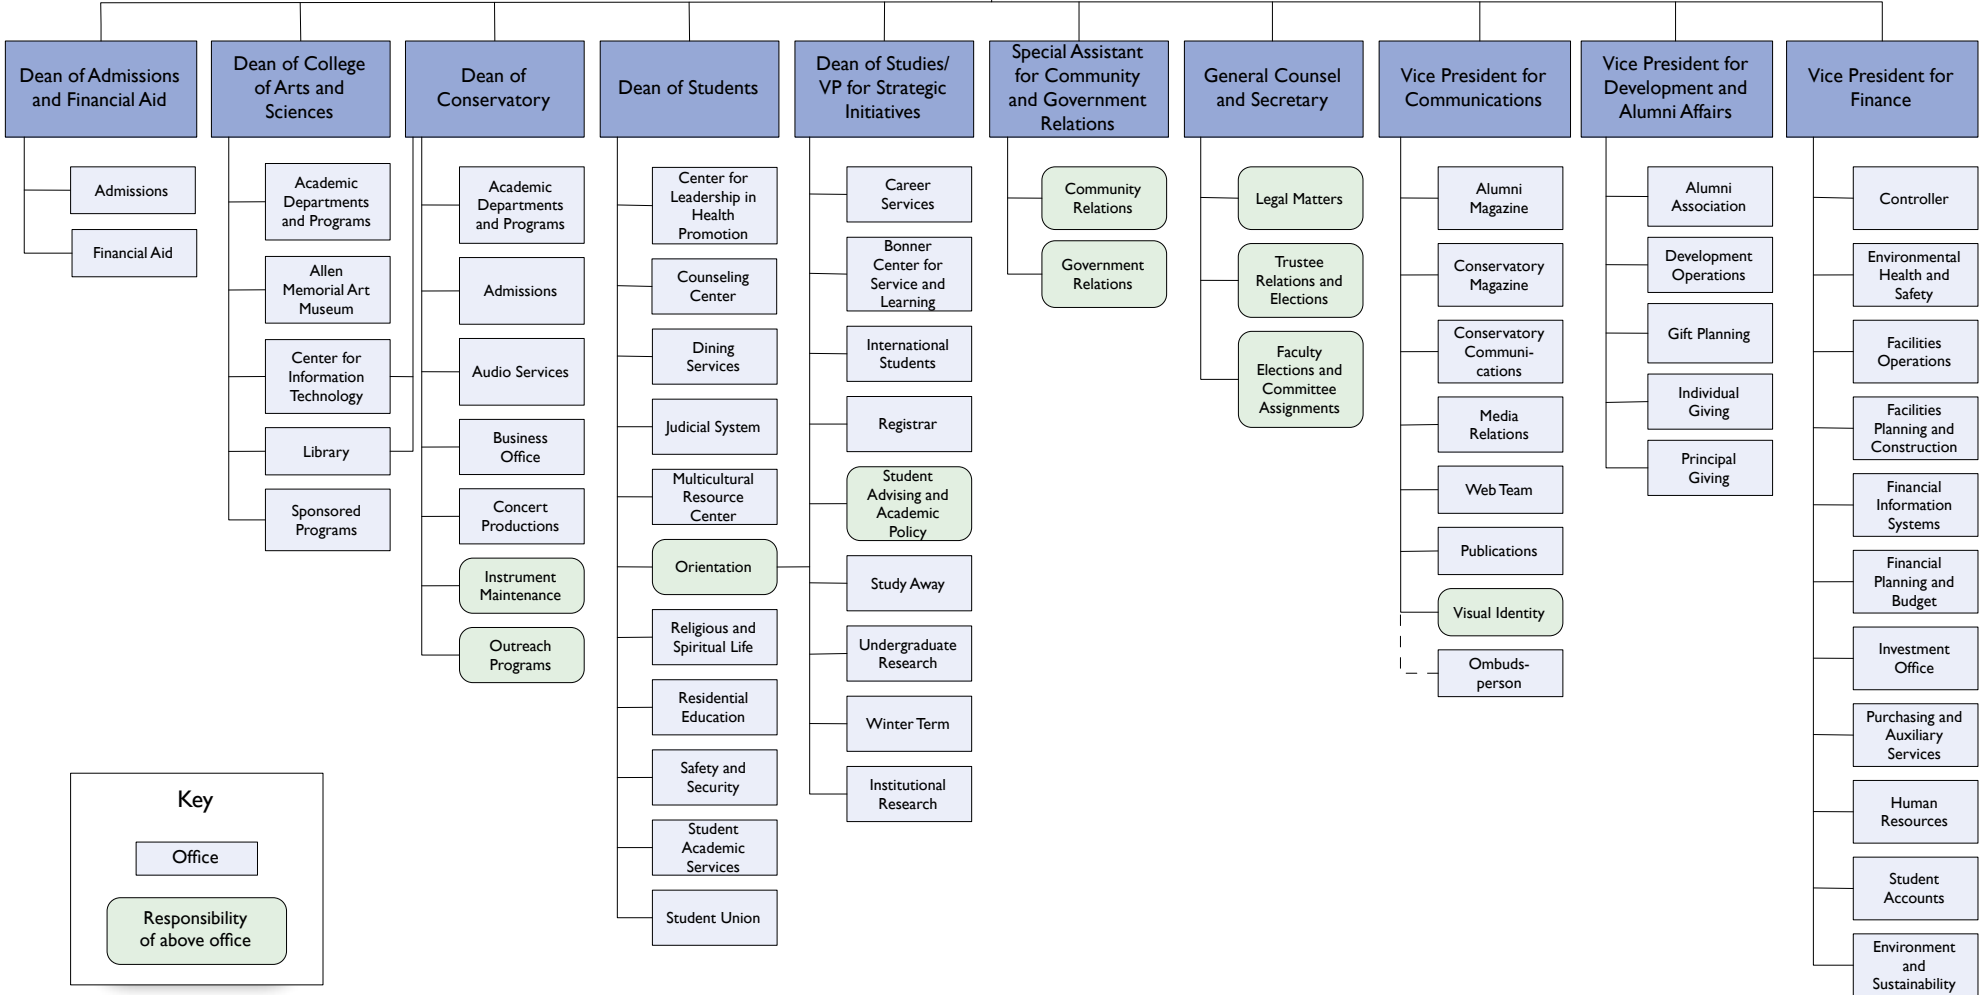 Dean of Admissions
and Financial Aid
Dean of College
of Arts and
Sciences
Dean of
Conservatory
Dean of Students
Dean of Studies/
VP for Strategic
Initiatives
Special Assistant
for Community
and Government
Relations
General Counsel
and Secretary
Vice President for
Communications
Vice President for
Development and
Alumni Affairs
Vice President for
Finance
Admissions
Financial Aid
Academic
Departments
and Programs
Allen
Memorial Art
Museum
Center for
Information
Technology
Library
Sponsored
Programs
Academic
Departments
and Programs
Admissions
Audio Services
Business
Office
Concert
Productions
Instrument
Maintenance
Outreach
Programs
Center for
Leadership in
Health
Promotion
Counseling
Center
Dining
Services
Judicial System
Multicultural
Resource
Center
Orientation
Religious and
Spiritual Life
Residential
Education
Safety and
Security
Student
Academic
Services
Student Union
Career
Services
Bonner
Center for
Service and
Learning
International
Students
Registrar
Student
Advising and
Academic
Policy
Study Away
Undergraduate
Research
Winter Term
Institutional
Research
Community
Relations
Government
Relations
Legal Matters
Trustee
Relations and
Elections
Faculty
Elections and
Committee
Assignments
Alumni
Magazine
Conservatory
Magazine
Conservatory
Communi-
cations
Media
Relations
Web Team
Publications
Visual Identity
Ombuds-
person
Alumni
Association
Development
Operations
Gift Planning
Individual
Giving
Principal
Giving
Controller
Environmental
Health and
Safety
Facilities
Operations
Facilities
Planning and
Construction
Financial
Information
Systems
Financial
Planning and
Budget
Investment
Office
Purchasing and
Auxiliary
Services
Human
Resources
Student
Accounts
Environment
and
Sustainability
Key
Office
Responsibility
of above office